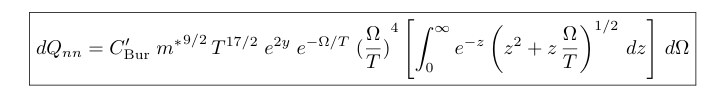 $dQ_{nn} = C'_{\text{Bur}} \; {m^*}^{9/2} \, T^{17/2} \; e^{2y} \; e^{-\Omega/T} \; {(\frac{\Omega}{T})}^4 \left[ \int_0^\infty e^{-z} \left( z^2 + z \, \frac{\Omega}{T} \right)^{1/2} \, dz \right] \, d\Omega$